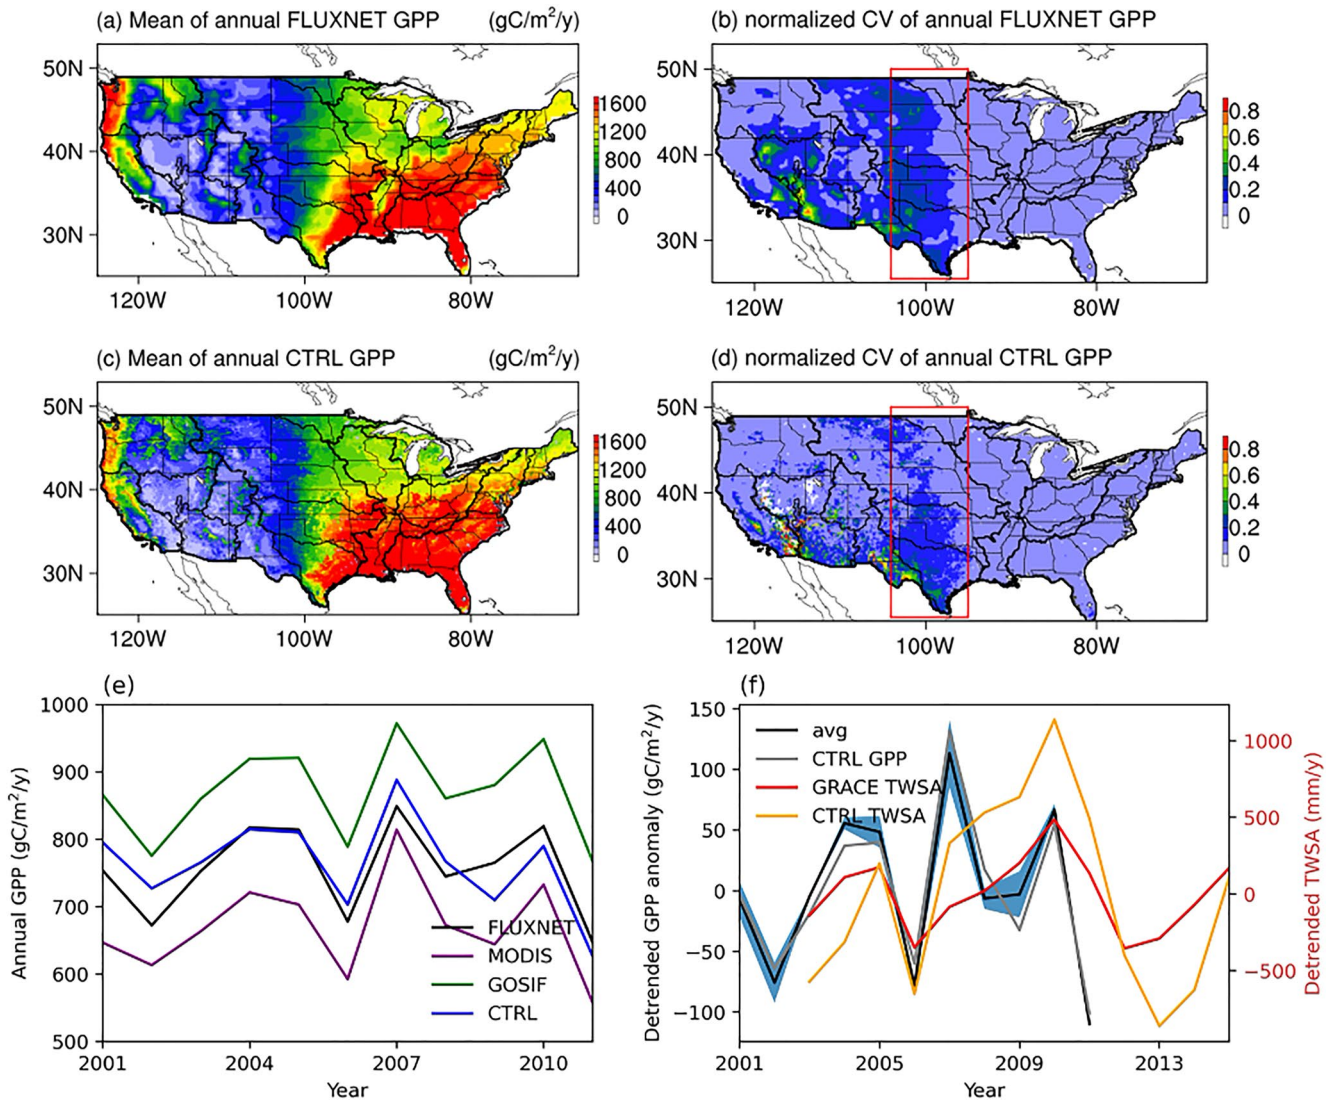 (a) Mean of annual FLUXNET GPP (gC/m²/y)
50N
40N
30N
120W 100W 80W
1600
1200
800
400
0
(b) normalized CV of annual FLUXNET GPP
50N
40N
30N
120W 100W 80W
0.8
0.6
0.4
0.2
0
(c) Mean of annual CTRL GPP (gC/m²/y)
50N
40N
30N
120W 100W 80W
1600
1200
800
400
0
(d) normalized CV of annual CTRL GPP
50N
40N
30N
120W 100W 80W
0.8
0.6
0.4
0.2
0
(e)
Annual GPP (gC/m²/y)
1000
900
800
700
600
500
FLUXNET
MODIS
GOSIF
CTRL
2001 2004 2007 2010
Year
(f)
Detrended GPP anomaly (gC/m²/y)
150
100
50
0
−50
−100
avg
CTRL GPP
GRACE TWSA
CTRL TWSA
1000
500
0
−500
Detrended TWSA (mm/y)
2001 2005 2009 2013
Year